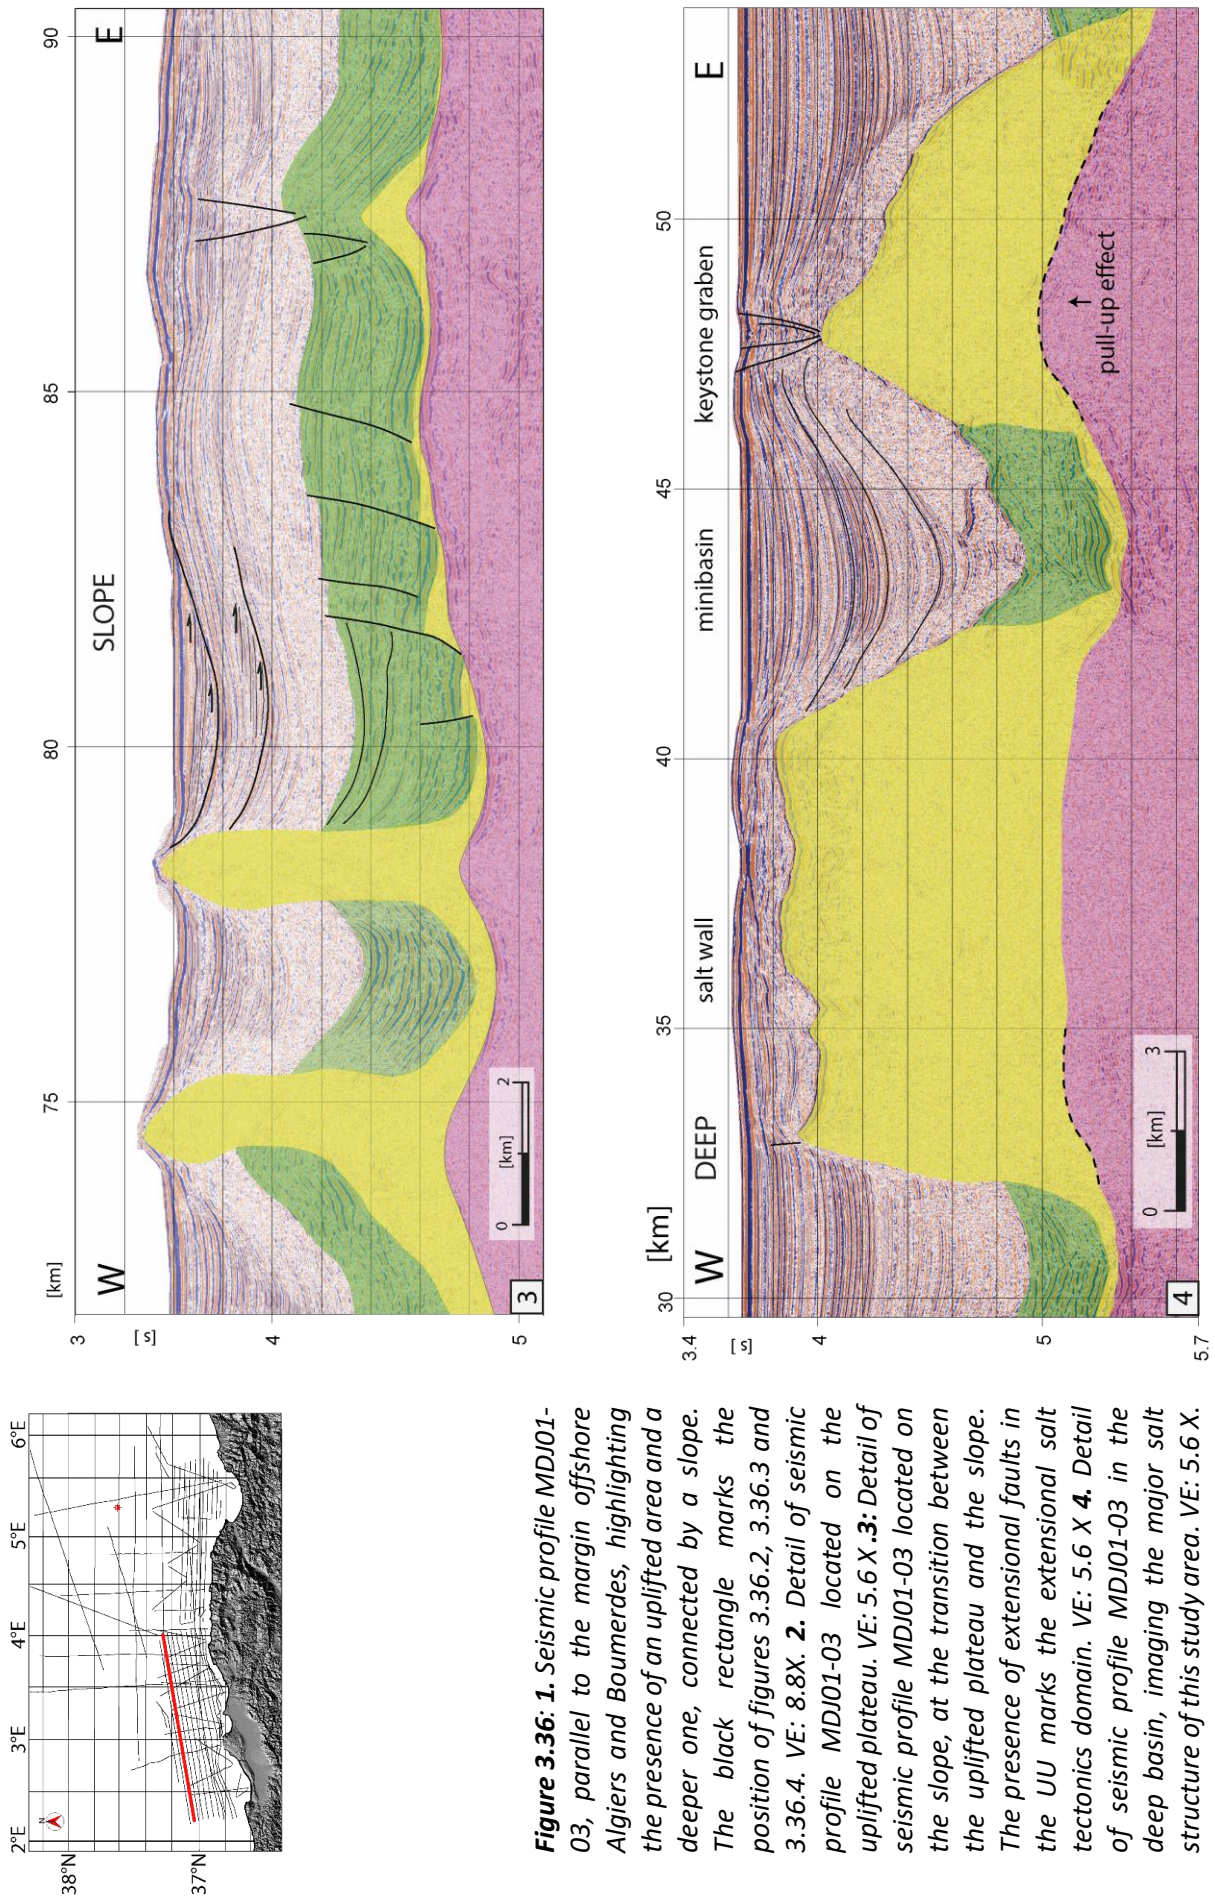 90
E
SLOPE
85
80
75
[km]
W
3
4
5
[s]
[km]
0
2
3
E
50
keystone graben
pull-up effect
45
minibasin
40
salt wall
35
DEEP
[km]
W
30
3.4
[s]
4
5
5.7
[km]
0
3
4
2°E
3°E
4°E
5°E
6°E
38°N
37°N
N
Figure 3.36: 1. Seismic profile MDJ01-
03, parallel to the margin offshore
Algiers and Boumerdes, highlighting
the presence of an uplifted area and a
deeper one, connected by a slope.
The black rectangle marks the
position of figures 3.36.2, 3.36.3 and
3.36.4. VE: 8.8X. 2. Detail of seismic
profile MDJ01-03 located on the
uplifted plateau. VE: 5.6 X .3: Detail of
seismic profile MDJ01-03 located on
the slope, at the transition between
the uplifted plateau and the slope.
The presence of extensional faults in
the UU marks the extensional salt
tectonics domain. VE: 5.6 X 4. Detail
of seismic profile MDJ01-03 in the
deep basin, imaging the major salt
structure of this study area. VE: 5.6 X.